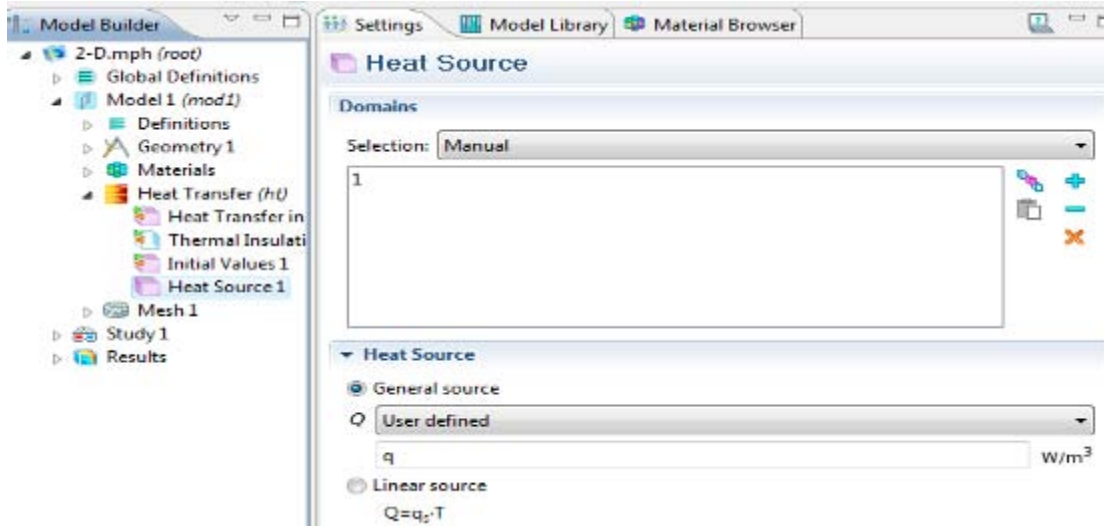 Model Builder
2-D.mph (root)
Global Definitions
Model 1 (mod1)
Definitions
Geometry 1
Materials
Heat Transfer (ht)
Heat Transfer in
Thermal Insulati
Initial Values 1
Heat Source 1
Mesh 1
Study 1
Results
Settings Model Library Material Browser
Heat Source
Domains
Selection: Manual
1
Heat Source
General source
Q User defined
q W/m³
Linear source
Q=qₛ·T